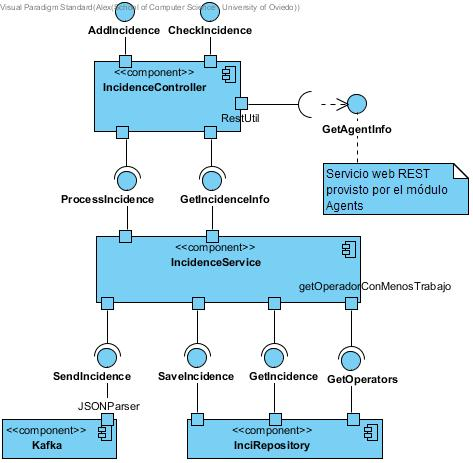 Visual Paradigm Standard(Alex(School of Computer Science - University of Oviedo))
AddIncidence
CheckIncidence
<<component>>
IncidenceController
RestUtil
GetAgentInfo
Servicio web REST
provisto por el módulo
Agents
ProcessIncidence
GetIncidenceInfo
<<component>>
IncidenceService
getOperadorConMenosTrabajo
SendIncidence
SaveIncidence
GetIncidence
GetOperators
JSONParser
<<component>>
Kafka
<<component>>
InciRepository